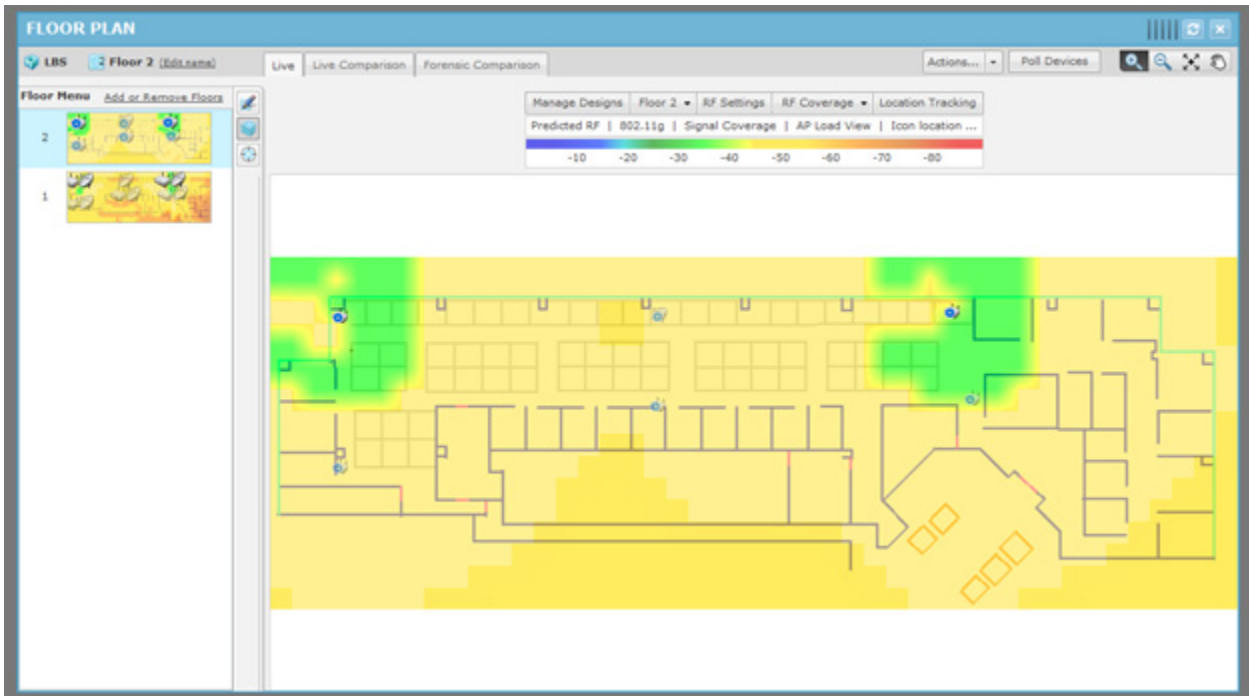 FLOOR PLAN
LBS 2 Floor 2 (Edit name) Live Live Comparison Forensic Comparison Actions... Poll Devices
Floor Menu Add or Remove Floors
Manage Designs Floor 2 RF Settings RF Coverage Location Tracking
Predicted RF | 802.11g | Signal Coverage | AP Load View | Icon location ...
-10 -20 -30 -40 -50 -60 -70 -80
2
1